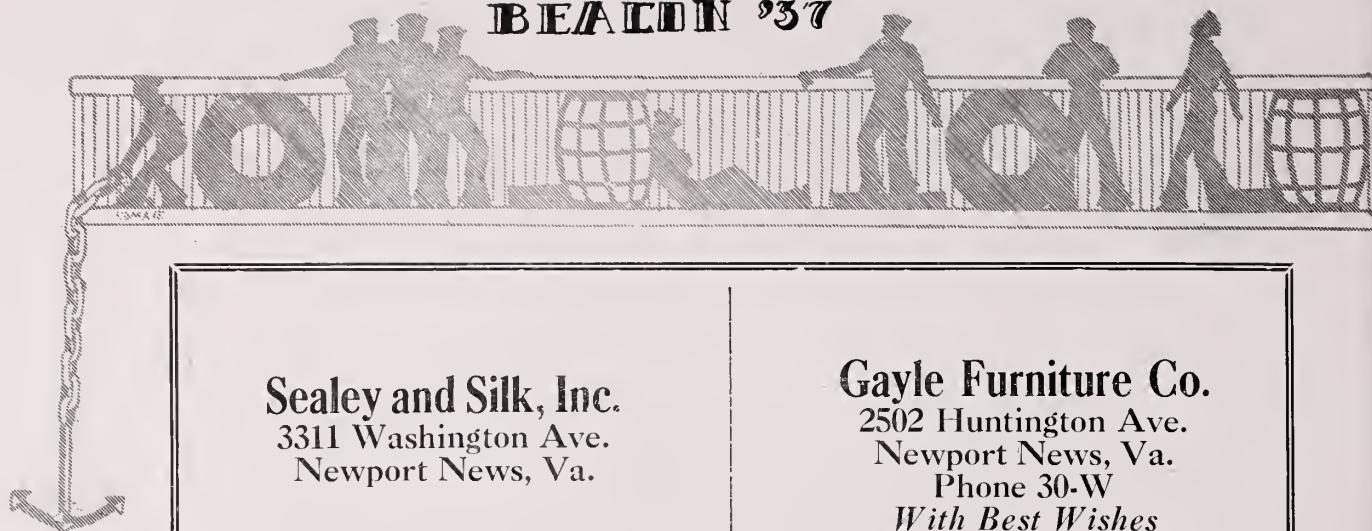 BEACON '37
Sealey and Silk, Inc.
3311 Washington Ave.
Newport News, Va.
Gayle Furniture Co.
2502 Huntington Ave.
Newport News, Va.
Phone 30-W
With Best Wishes